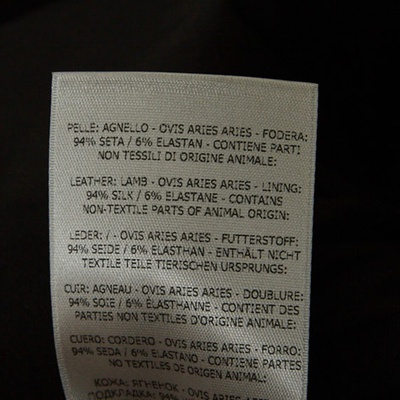 PELLE: AGNELLO - OVIS ARIES ARIES - FODERA:
94% SETA / 6% ELASTAN - CONTIENE PARTI
NON TESSILI DI ORIGINE ANIMALE:
LEATHER: LAMB - OVIS ARIES ARIES - LINING:
94% SILK / 6% ELASTANE - CONTAINS
NON-TEXTILE PARTS OF ANIMAL ORIGIN:
LEDER: / - OVIS ARIES ARIES - FUTTERSTOFF:
94% SEIDE / 6% ELASTHAN - ENTHÄLT NICHT
TEXTILE TEILE TIERISCHEN URSPRUNGS:
CUIR: AGNEAU - OVIS ARIES ARIES - DOUBLURE:
94% SOIE / 6% ÉLASTHANNE - CONTIENT DES
PARTIES NON TEXTILES D'ORIGINE ANIMALE:
CUERO: CORDERO - OVIS ARIES ARIES - FORRO:
94% SEDA / 6% ELASTANO - CONTIENE PARTES
NO TEXTILES DE ORIGEN ANIMAL:
КОЖА: ЯГНЕНОК - OVIS ARIES
ПОДКЛАДКА: 94%